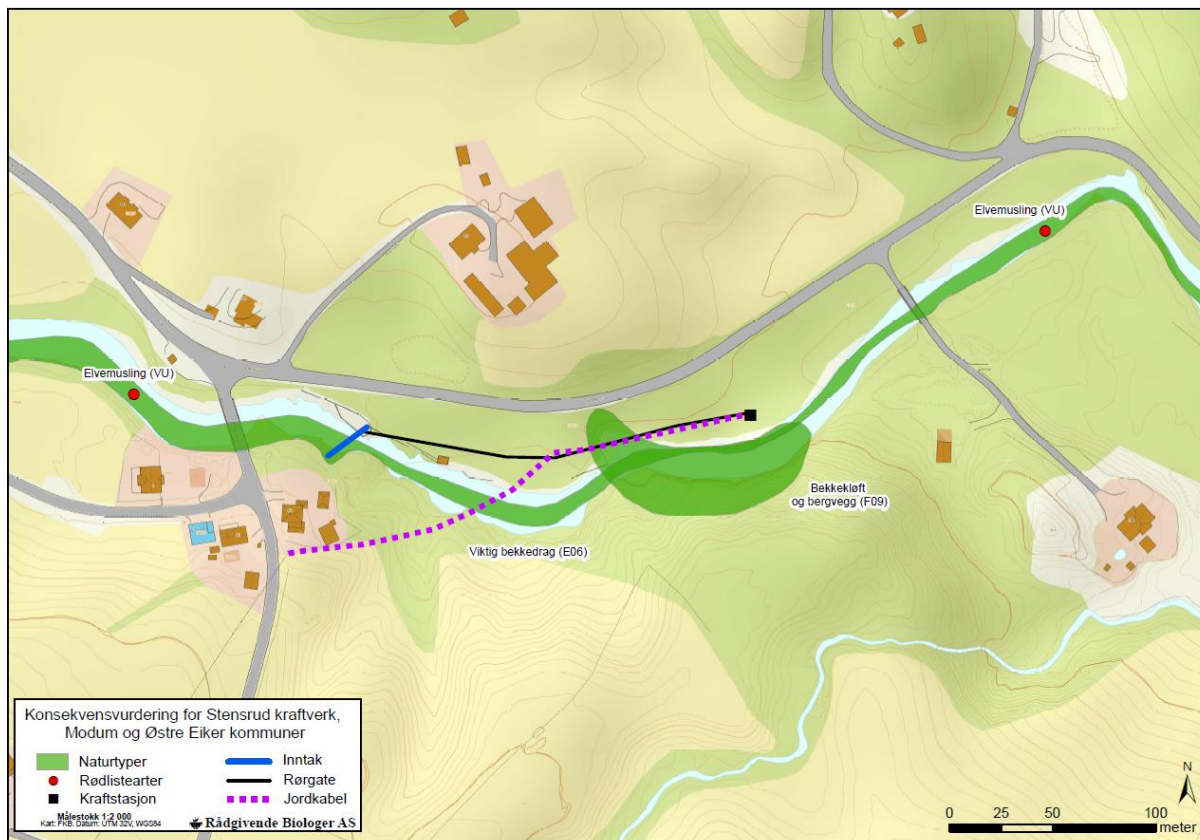 Elvemusling (VU)
Elvemusling (VU)
Bekkekløft
og bergvegg (F09)
Viktig bekkedrag (E06)
Konsekvensvurdering for Stensrud kraftverk,
Modum og Østre Eiker kommuner
Naturtyper
Inntak
Rødlistearter
Rørgate
Kraftstasjon
Jordkabel
Målestokk 1:2 000
Kart: FKB. Datum: UTM 32V, WGS84
Rådgivende Biologer AS
N
0 25 50 100
meter